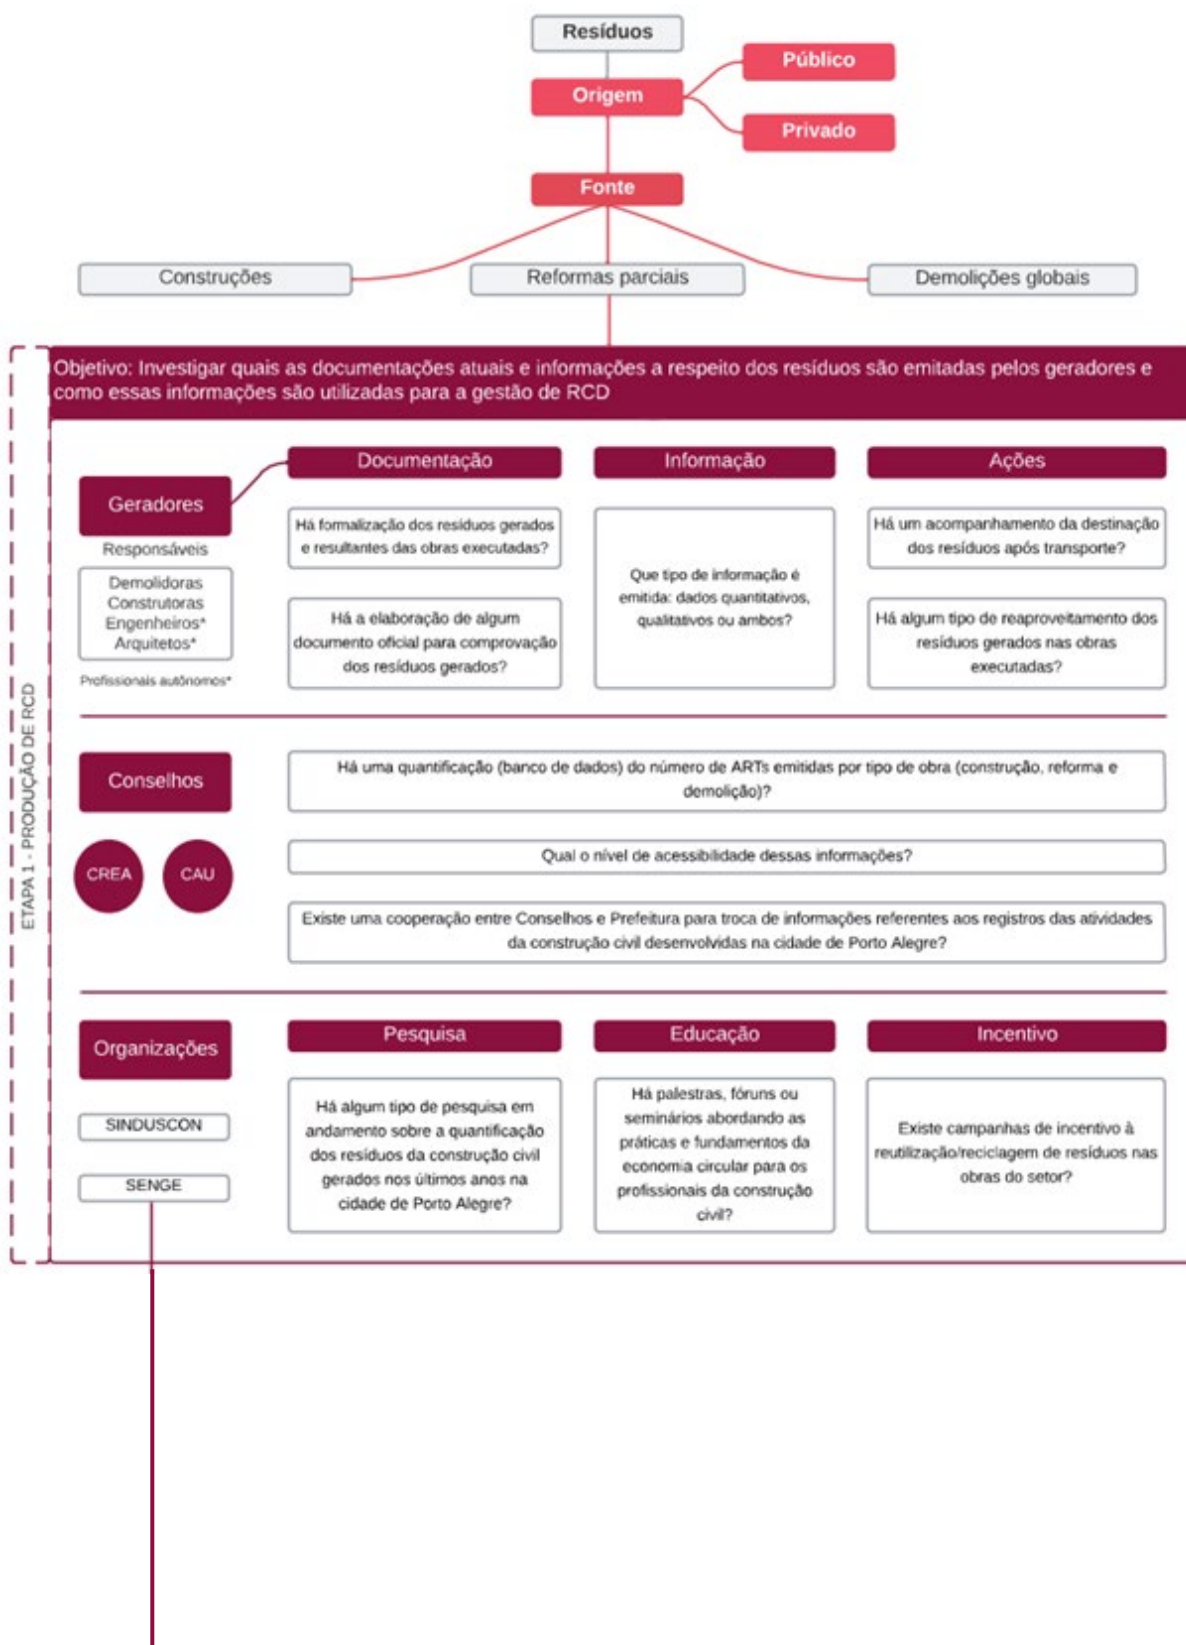 Resíduos
Origem
Público
Privado
Fonte
Construções
Reformas parciais
Demolições globais
ETAPA 1 - PRODUÇÃO DE RCD
Objetivo: Investigar quais as documentações atuais e informações a respeito dos resíduos são emitadas pelos geradores e
como essas informações são utilizadas para a gestão de RCD
Geradores
Responsáveis
Demolidoras
Construtoras
Engenheiros*
Arquitetos*
Profissionais autônomos*
Documentação
Há formalização dos resíduos gerados
e resultantes das obras executadas?
Há a elaboração de algum
documento oficial para comprovação
dos resíduos gerados?
Informação
Que tipo de informação é
emitida: dados quantitativos,
qualitativos ou ambos?
Ações
Há um acompanhamento da destinação
dos resíduos após transporte?
Há algum tipo de reaproveitamento dos
resíduos gerados nas obras
executadas?
Conselhos
CREA
CAU
Há uma quantificação (banco de dados) do número de ARTs emitidas por tipo de obra (construção, reforma e
demolição)?
Qual o nível de acessibilidade dessas informações?
Existe uma cooperação entre Conselhos e Prefeitura para troca de informações referentes aos registros das atividades
da construção civil desenvolvidas na cidade de Porto Alegre?
Organizações
SINDUSCON
SENGE
Pesquisa
Há algum tipo de pesquisa em
andamento sobre a quantificação
dos resíduos da construção civil
gerados nos últimos anos na
cidade de Porto Alegre?
Educação
Há palestras, fóruns ou
seminários abordando as
práticas e fundamentos da
economia circular para os
profissionais da construção
civil?
Incentivo
Existe campanhas de incentivo à
reutilização/reciclagem de resíduos nas
obras do setor?